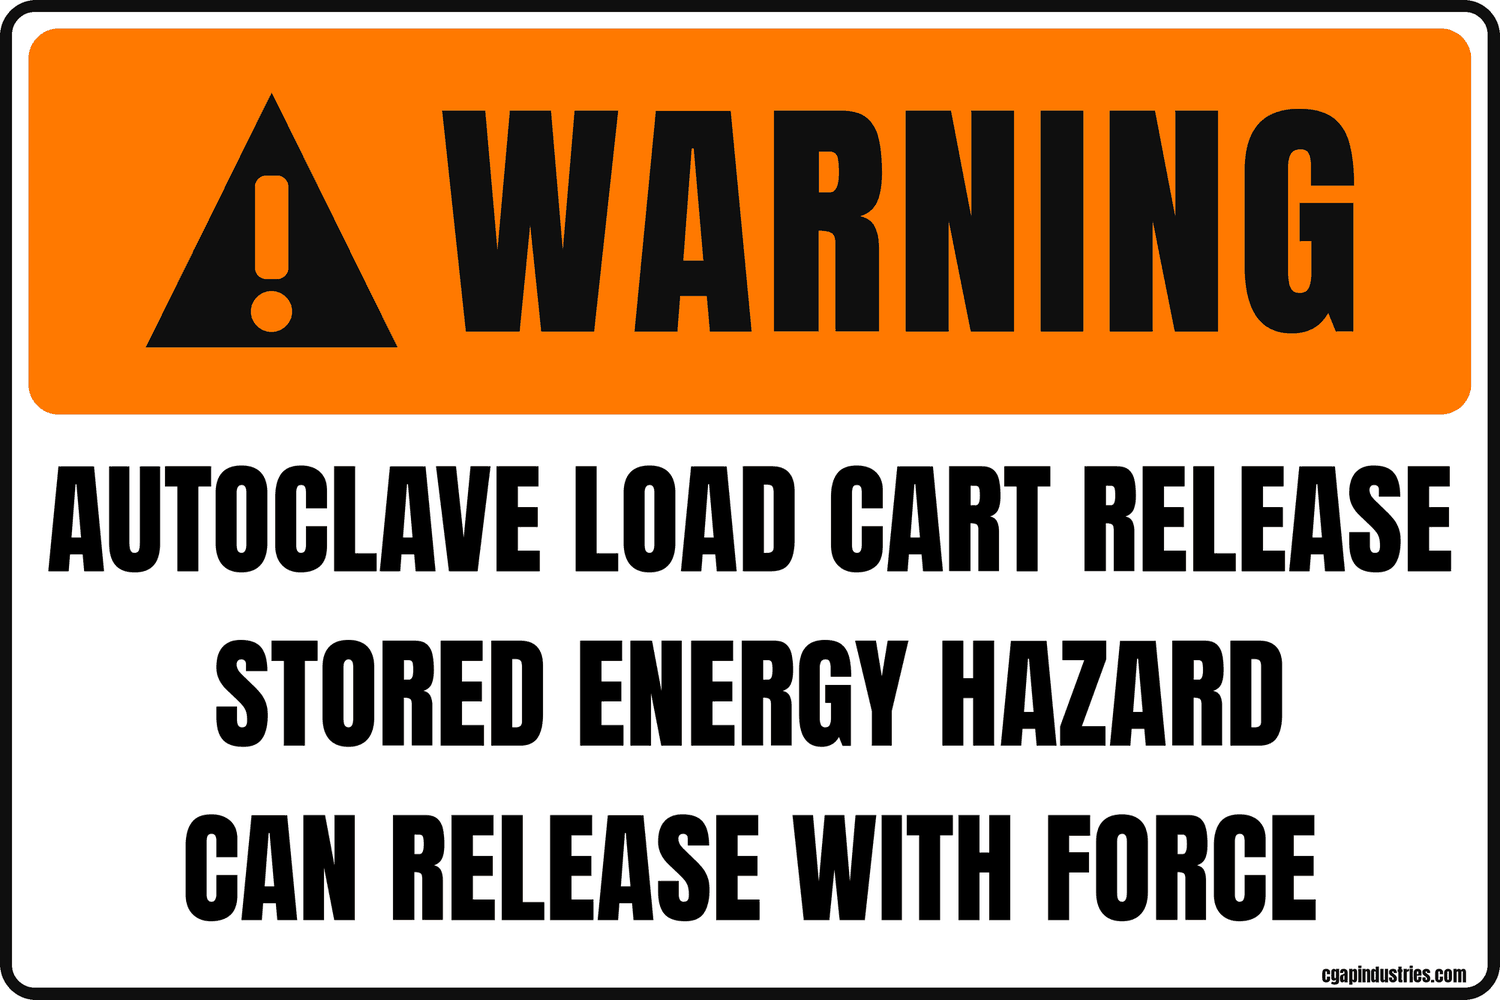 WARNING
AUTOCLAVE LOAD CART RELEASE
STORED ENERGY HAZARD
CAN RELEASE WITH FORCE
cgapindustries.com